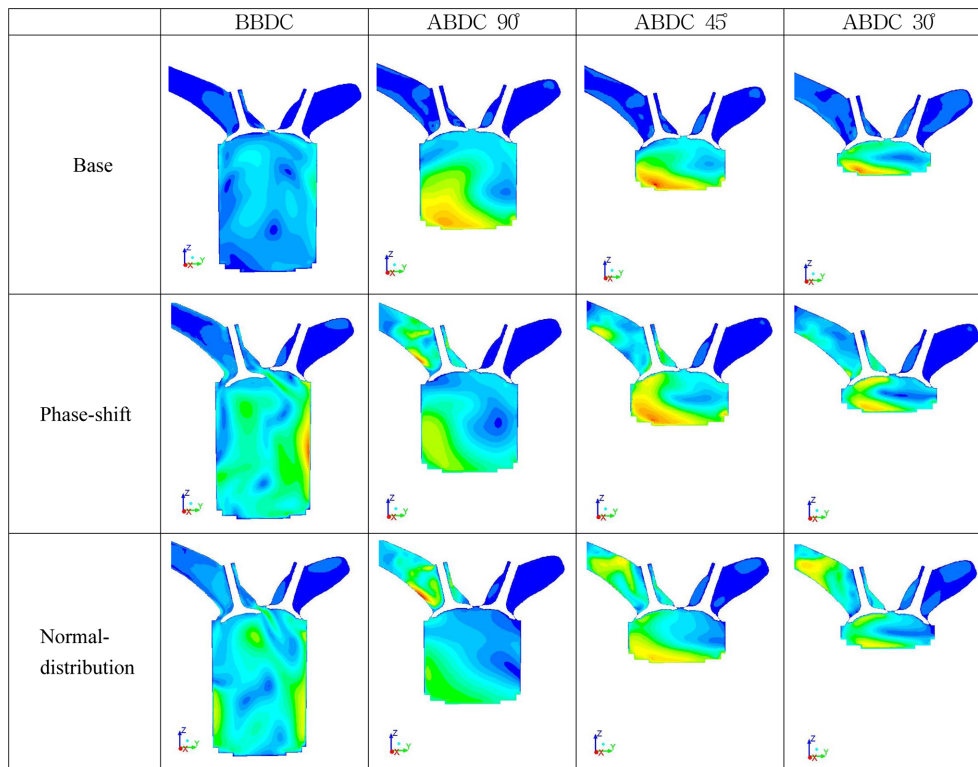 BBDC
ABDC 90°
ABDC 45°
ABDC 30°
Base
Z
X
Y
Z
X
Y
Z
X
Y
Z
X
Y
Phase-shift
Z
X
Y
Z
X
Y
Z
X
Y
Z
X
Y
Normal-
distribution
Z
X
Y
Z
X
Y
Z
X
Y
Z
X
Y